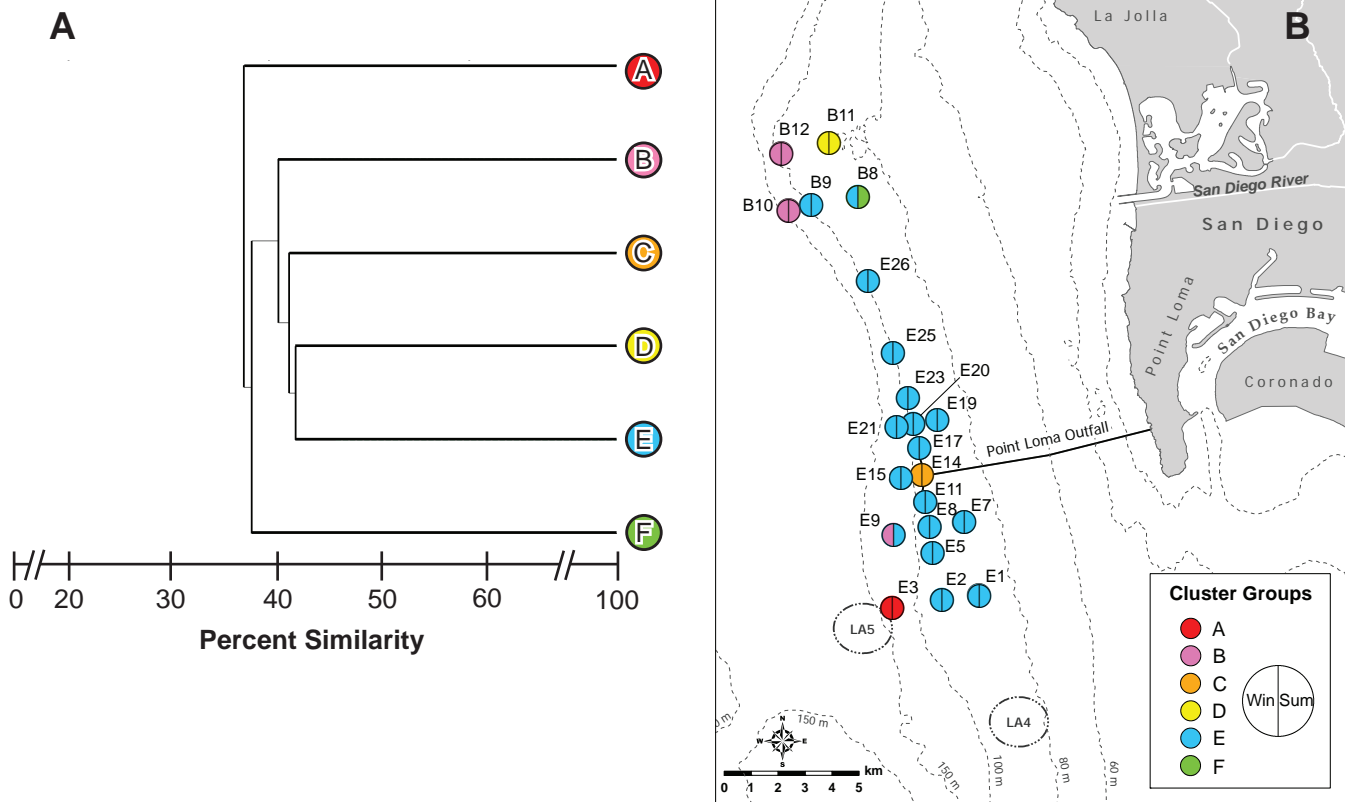 A
A
B
C
D
E
F
0 20 30 40 50 60 100
Percent Similarity
B
La Jolla
San Diego River
San Diego
Point Loma
San Diego Bay
Coronado
B12
B11
B8
B9
B10
E26
E25
E23
E20
E19
E21
E17
E14
Point Loma Outfall
E15
E11
E8
E7
E9
E5
E3
E2
E1
LA5
LA4
150 m
N
W E
S
150 m
100 m
80 m
60 m
km
0 1 2 3 4 5
Cluster Groups
A
B
C
D
E
F
Win Sum